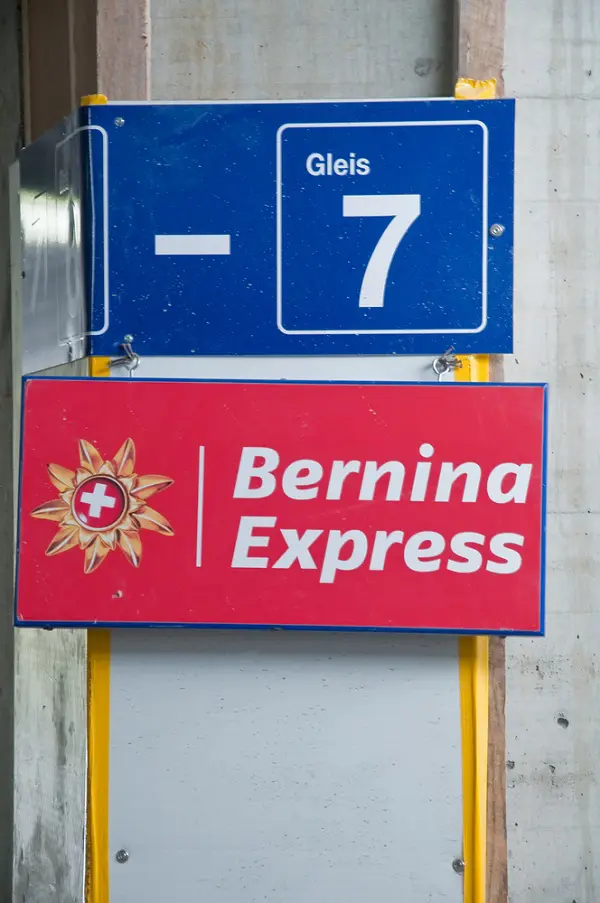 – Gleis
7
Bernina
Express